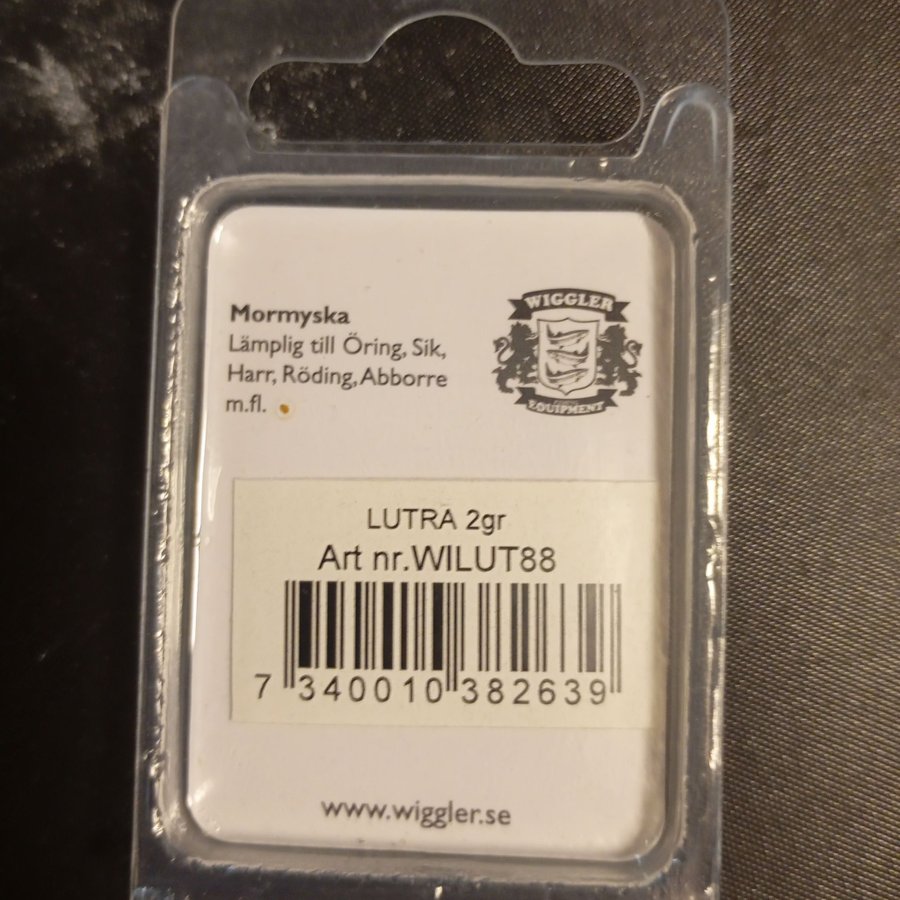 Mormyska
Lämplig till Öring, Sik,
Harr, Röding, Abborre
m.fl.
WIGGLER
EQUIPMENT
LUTRA 2gr
Art nr.WILUT88
7 340010 382639
www.wiggler.se